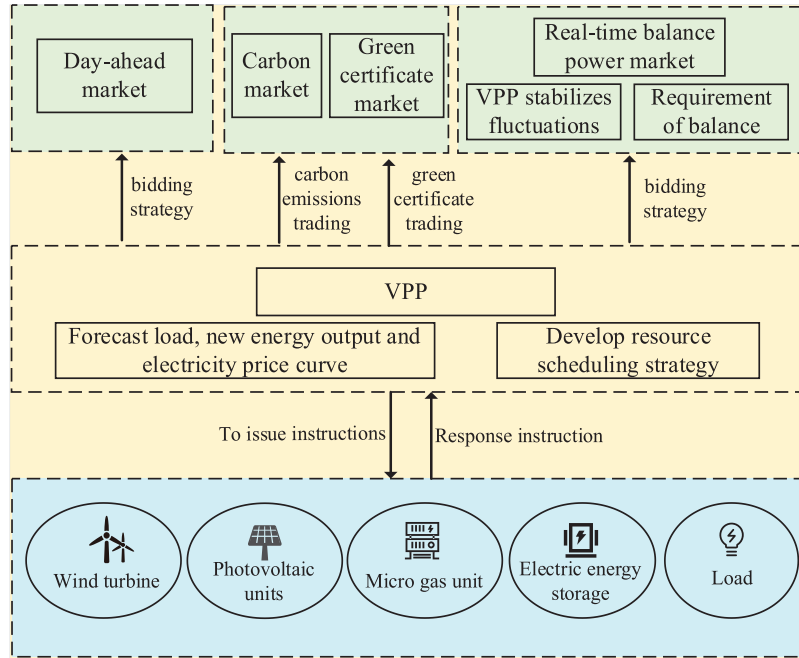 Day-ahead
market
Carbon
market
Green
certificate
market
Real-time balance
power market
VPP stabilizes
fluctuations
Requirement
of balance
bidding
strategy
carbon
emissions
trading
green
certificate
trading
bidding
strategy
VPP
Forecast load, new energy output and
electricity price curve
Develop resource
scheduling strategy
To issue instructions
Response instruction
Wind turbine
Photovoltaic
units
Micro gas unit
Electric energy
storage
Load